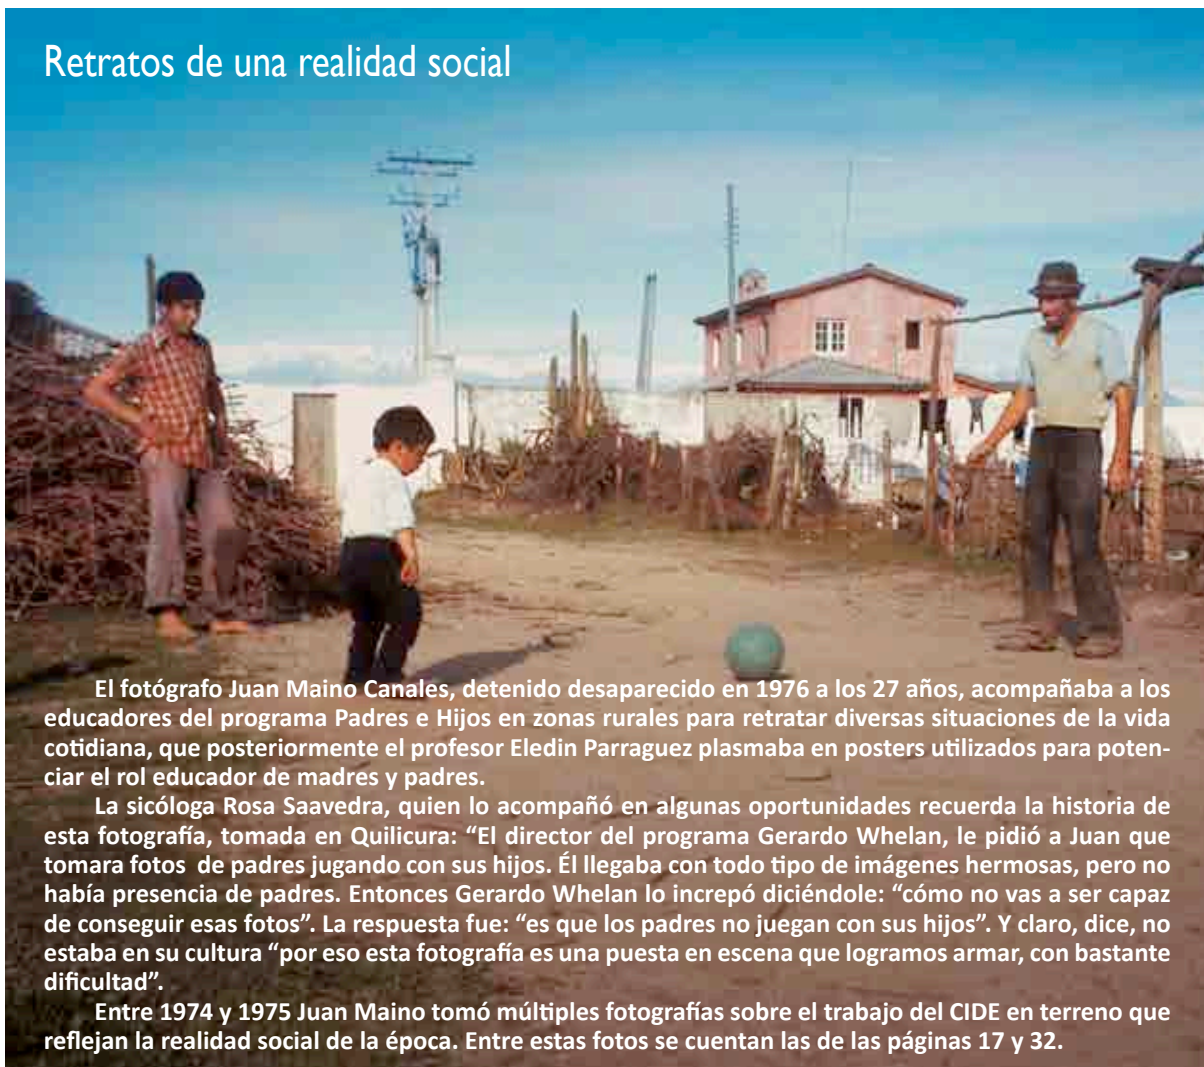 Retratos de una realidad social
El fotógrafo Juan Maino Canales, detenido desaparecido en 1976 a los 27 años, acompañaba a los
educadores del programa Padres e Hijos en zonas rurales para retratar diversas situaciones de la vida
cotidiana, que posteriormente el profesor Eledin Parraguez plasmaba en posters utilizados para poten-
ciar el rol educador de madres y padres.
La sicóloga Rosa Saavedra, quien lo acompañó en algunas oportunidades recuerda la historia de
esta fotografía, tomada en Quilicura: “El director del programa Gerardo Whelan, le pidió a Juan que
tomara fotos  de padres jugando con sus hijos. Él llegaba con todo tipo de imágenes hermosas, pero no
había presencia de padres. Entonces Gerardo Whelan lo increpó diciéndole: “cómo no vas a ser capaz
de conseguir esas fotos”. La respuesta fue: “es que los padres no juegan con sus hijos”. Y claro, dice, no
estaba en su cultura “por eso esta fotografía es una puesta en escena que logramos armar, con bastante
dificultad”.
Entre 1974 y 1975 Juan Maino tomó múltiples fotografías sobre el trabajo del CIDE en terreno que
reflejan la realidad social de la época. Entre estas fotos se cuentan las de las páginas 17 y 32.